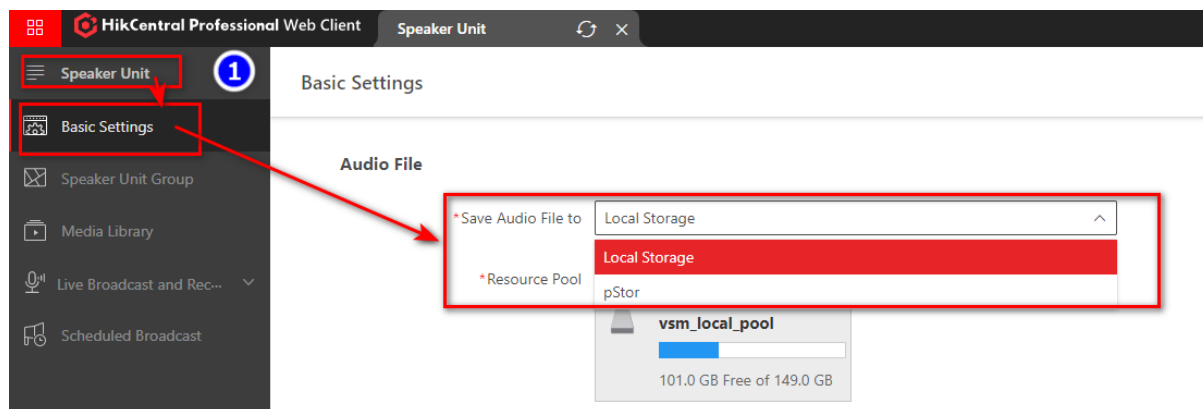 HikCentral Professional Web Client
Speaker Unit
Speaker Unit
1
Basic Settings
Basic Settings
Speaker Unit Group
Media Library
Live Broadcast and Rec...
Scheduled Broadcast
Audio File
*Save Audio File to
Local Storage
Local Storage
*Resource Pool
pStor
vsm_local_pool
101.0 GB Free of 149.0 GB